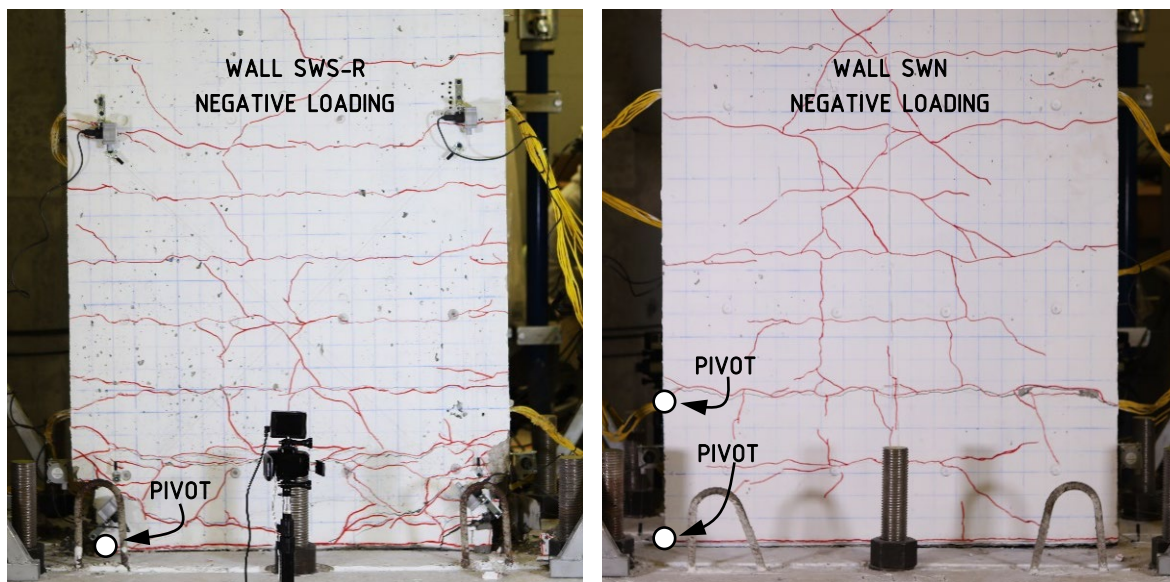 WALL SWS-R
NEGATIVE LOADING
PIVOT
WALL SWN
NEGATIVE LOADING
PIVOT
PIVOT